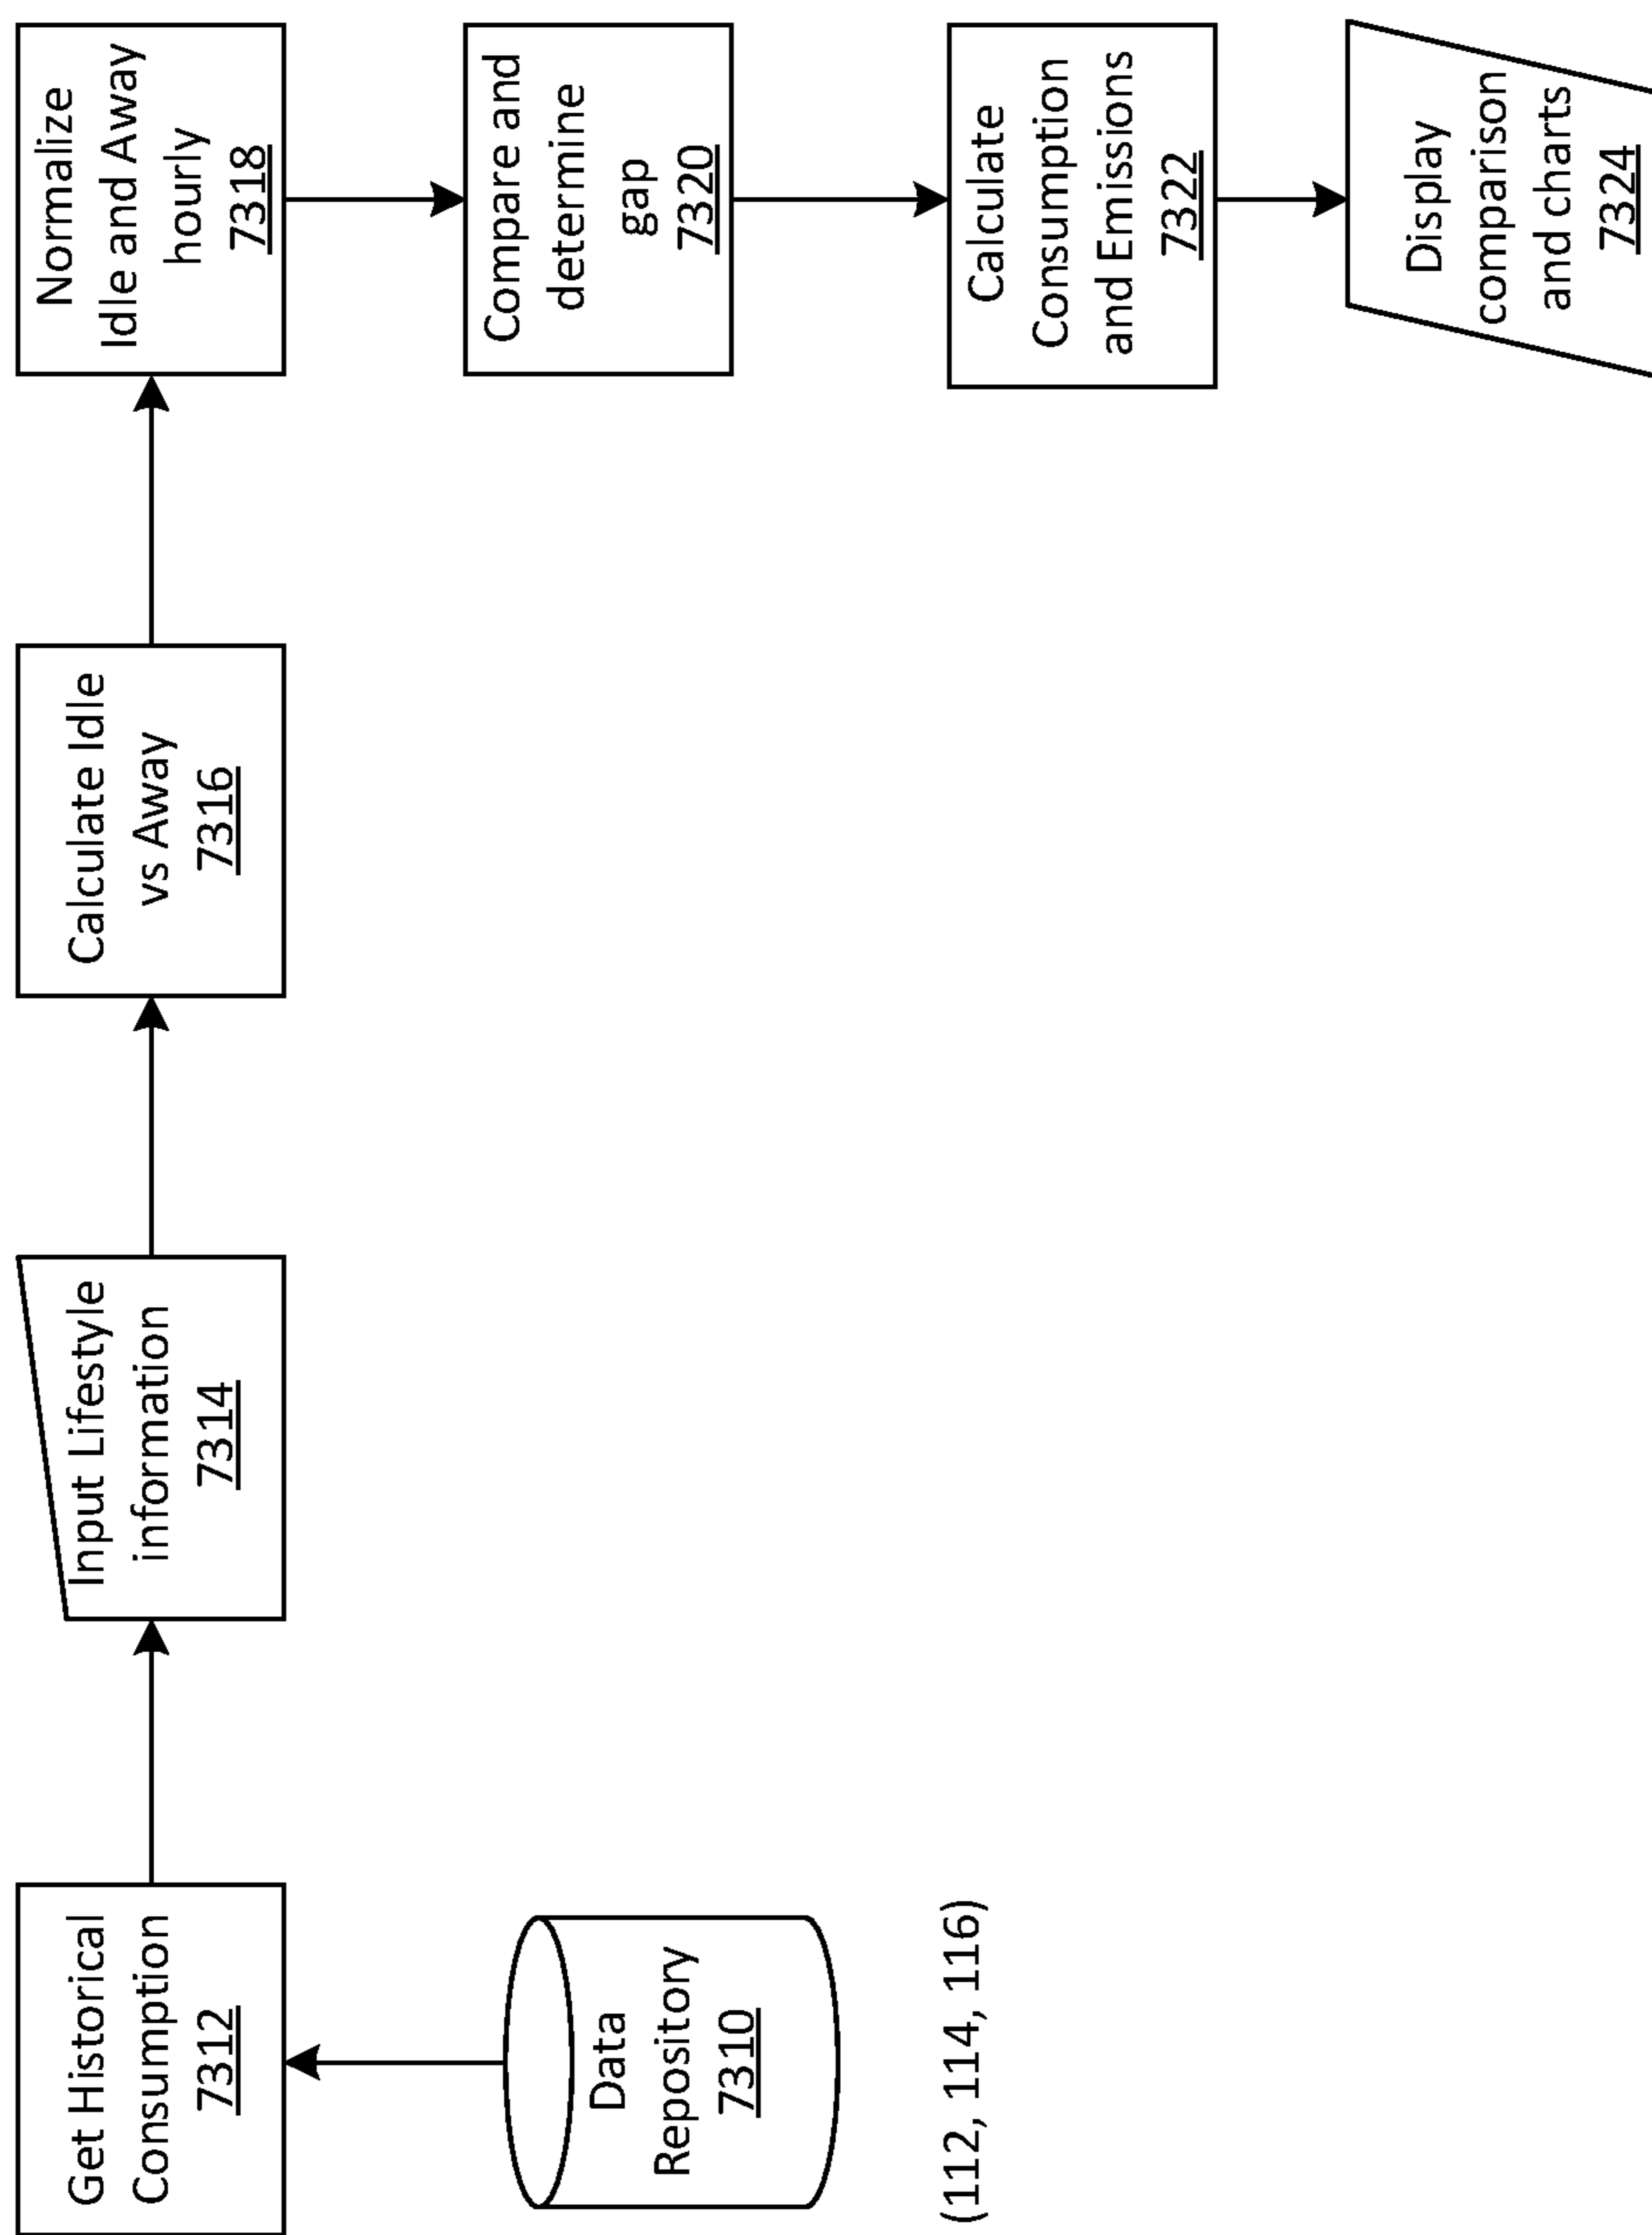 Get Historical
Consumption
7312
Data
Repository
7310
(112, 114, 116)
Input Lifestyle
information
7314
Calculate Idle
vs Away
7316
Normalize
Idle and Away
hourly
7318
Compare and
determine
gap
7320
Calculate
Consumption
and Emissions
7322
Display
comparison
and charts
7324